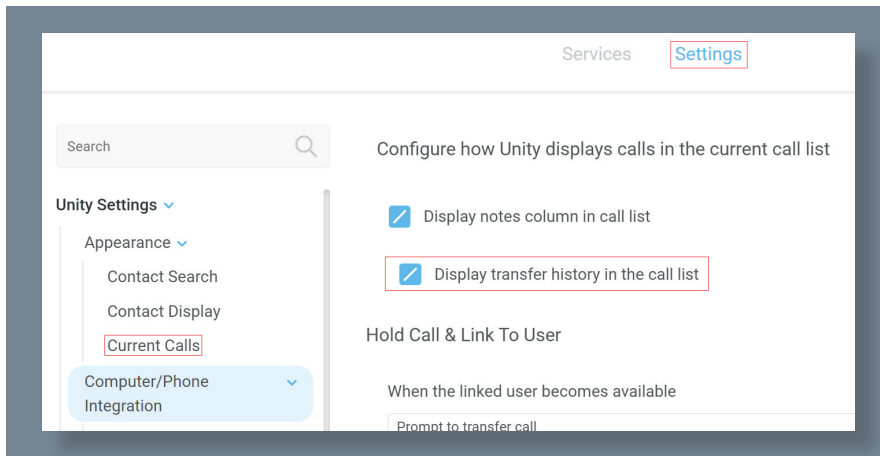 Services Settings
Search
Unity Settings
Appearance
Contact Search
Contact Display
Current Calls
Computer/Phone
Integration
Configure how Unity displays calls in the current call list
Display notes column in call list
Display transfer history in the call list
Hold Call & Link To User
When the linked user becomes available
Prompt to transfer call